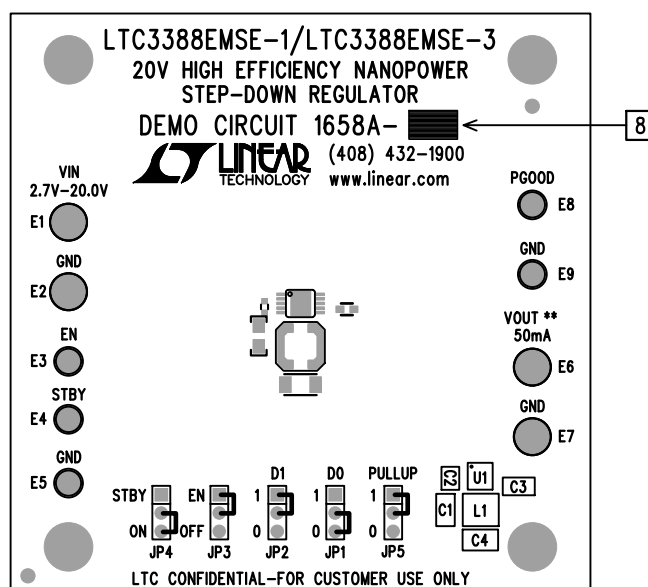 LTC3388EMSE-1/LTC3388EMSE-3
20V HIGH EFFICIENCY NANOPOWER
STEP-DOWN REGULATOR
DEMO CIRCUIT 1658A-
8
LINEAR
TECHNOLOGY
(408) 432-1900
www.linear.com
VIN
2.7V-20.0V
E1
GND
E2
EN
E3
STBY
E4
GND
E5
PGOOD
E8
GND
E9
VOUT **
50mA
E6
GND
E7
STBY
ON
JP4
EN
OFF
JP3
D1
1
0
JP2
D0
1
0
JP1
PULLUP
1
0
JP5
C2
U1
C3
C1
L1
C4
LTC CONFIDENTIAL-FOR CUSTOMER USE ONLY